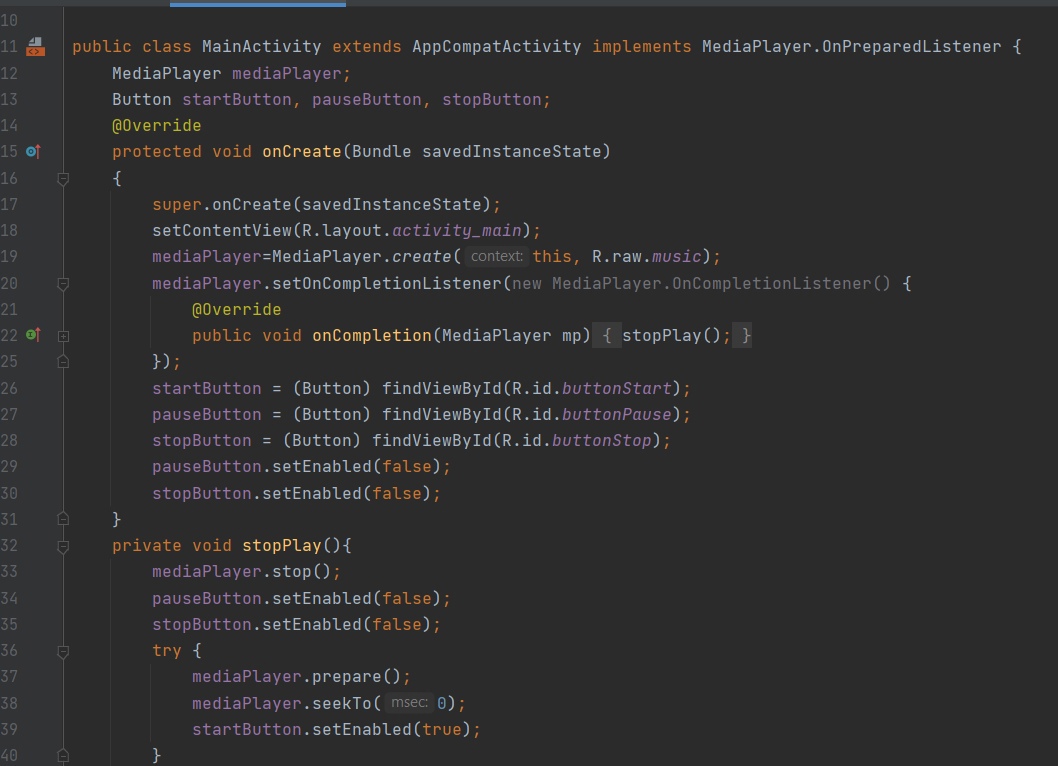 10
11 public class MainActivity extends AppCompatActivity implements MediaPlayer.OnPreparedListener {
12 MediaPlayer mediaPlayer;
13 Button startButton, pauseButton, stopButton;
14 @Override
15 protected void onCreate(Bundle savedInstanceState)
16 {
17 super.onCreate(savedInstanceState);
18 setContentView(R.layout.activity_main);
19 mediaPlayer=MediaPlayer.create( context: this, R.raw.music);
20 mediaPlayer.setOnCompletionListener(new MediaPlayer.OnCompletionListener() {
21 @Override
22 public void onCompletion(MediaPlayer mp) { stopPlay(); }
25 });
26 startButton = (Button) findViewById(R.id.buttonStart);
27 pauseButton = (Button) findViewById(R.id.buttonPause);
28 stopButton = (Button) findViewById(R.id.buttonStop);
29 pauseButton.setEnabled(false);
30 stopButton.setEnabled(false);
31 }
32 private void stopPlay(){
33 mediaPlayer.stop();
34 pauseButton.setEnabled(false);
35 stopButton.setEnabled(false);
36 try {
37 mediaPlayer.prepare();
38 mediaPlayer.seekTo( msec: 0);
39 startButton.setEnabled(true);
40 }